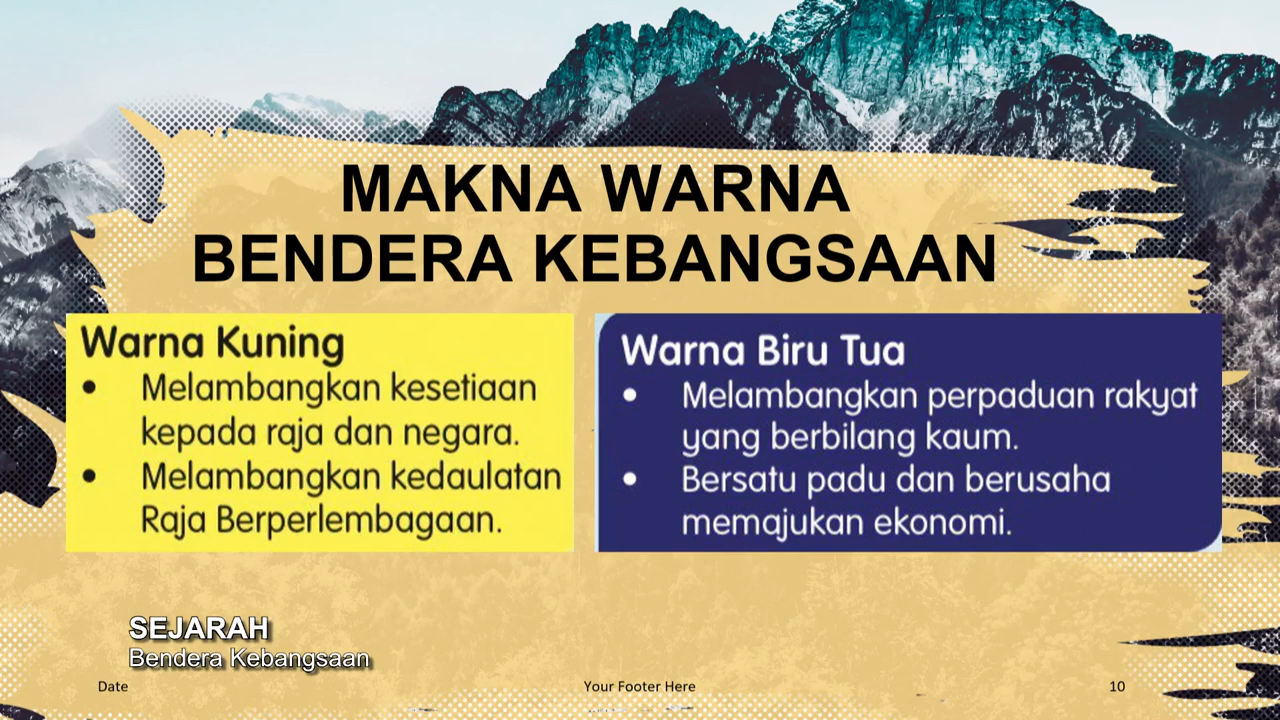 MAKNA WARNA
BENDERA KEBANGSAAN
Warna Kuning
• Melambangkan kesetiaan
kepada raja dan negara.
• Melambangkan kedaulatan
Raja Berperlembagaan.
Warna Biru Tua
• Melambangkan perpaduan rakyat
yang berbilang kaum.
• Bersatu padu dan berusaha
memajukan ekonomi.
SEJARAH
Bendera Kebangsaan
Date
Your Footer Here
10